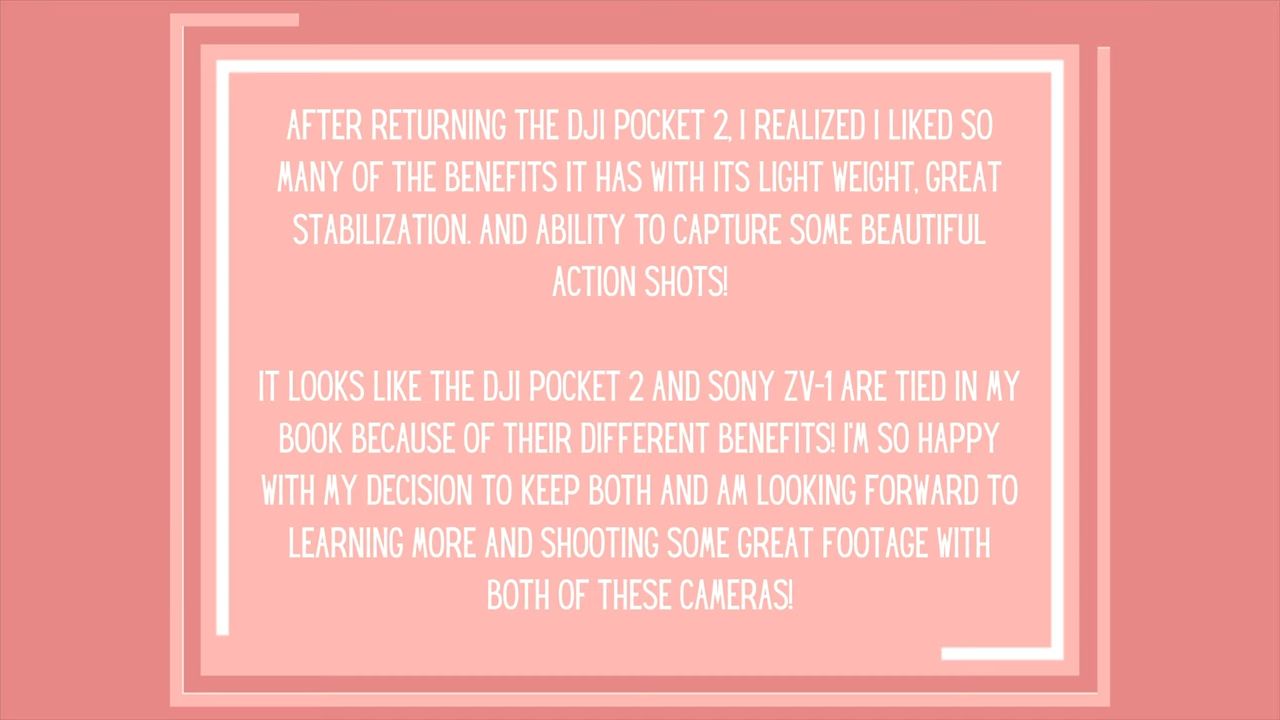 AFTER RETURNING THE DJI POCKET 2, I REALIZED I LIKED SO
MANY OF THE BENEFITS IT HAS WITH ITS LIGHT WEIGHT, GREAT
STABILIZATION. AND ABILITY TO CAPTURE SOME BEAUTIFUL
ACTION SHOTS!
IT LOOKS LIKE THE DJI POCKET 2 AND SONY ZV-1 ARE TIED IN MY
BOOK BECAUSE OF THEIR DIFFERENT BENEFITS! I'M SO HAPPY
WITH MY DECISION TO KEEP BOTH AND AM LOOKING FORWARD TO
LEARNING MORE AND SHOOTING SOME GREAT FOOTAGE WITH
BOTH OF THESE CAMERAS!